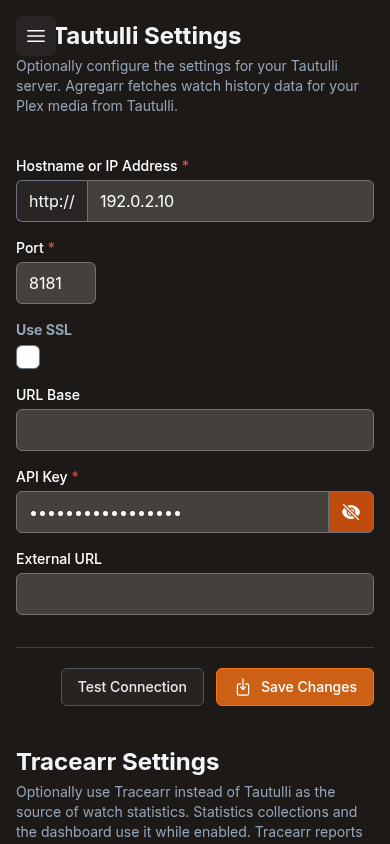 Tautulli Settings
Optionally configure the settings for your Tautulli
server. Agregarr fetches watch history data for your
Plex media from Tautulli.
Hostname or IP Address *
http:// 192.0.2.10
Port *
8181
Use SSL
URL Base
API Key *
•••••••••••••••••
External URL
Test Connection Save Changes
Tracearr Settings
Optionally use Tracearr instead of Tautulli as the
source of watch statistics. Statistics collections and
the dashboard use it while enabled. Tracearr reports